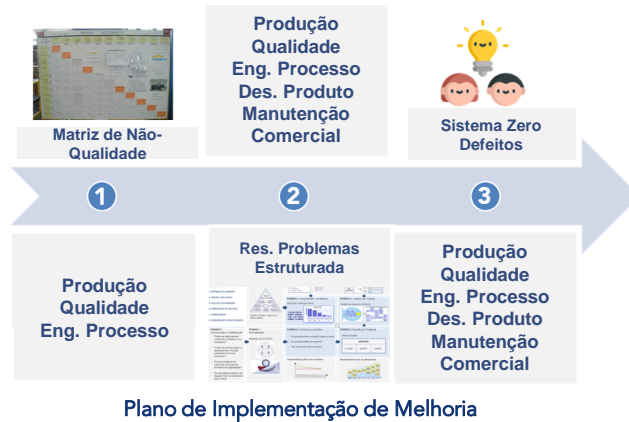 Matriz de Não-
Qualidade
Produção
Qualidade
Eng. Processo
Des. Produto
Manutenção
Comercial
Sistema Zero
Defeitos
1
2
3
Produção
Qualidade
Eng. Processo
Res. Problemas
Estruturada
Produção
Qualidade
Eng. Processo
Des. Produto
Manutenção
Comercial
Plano de Implementação de Melhoria